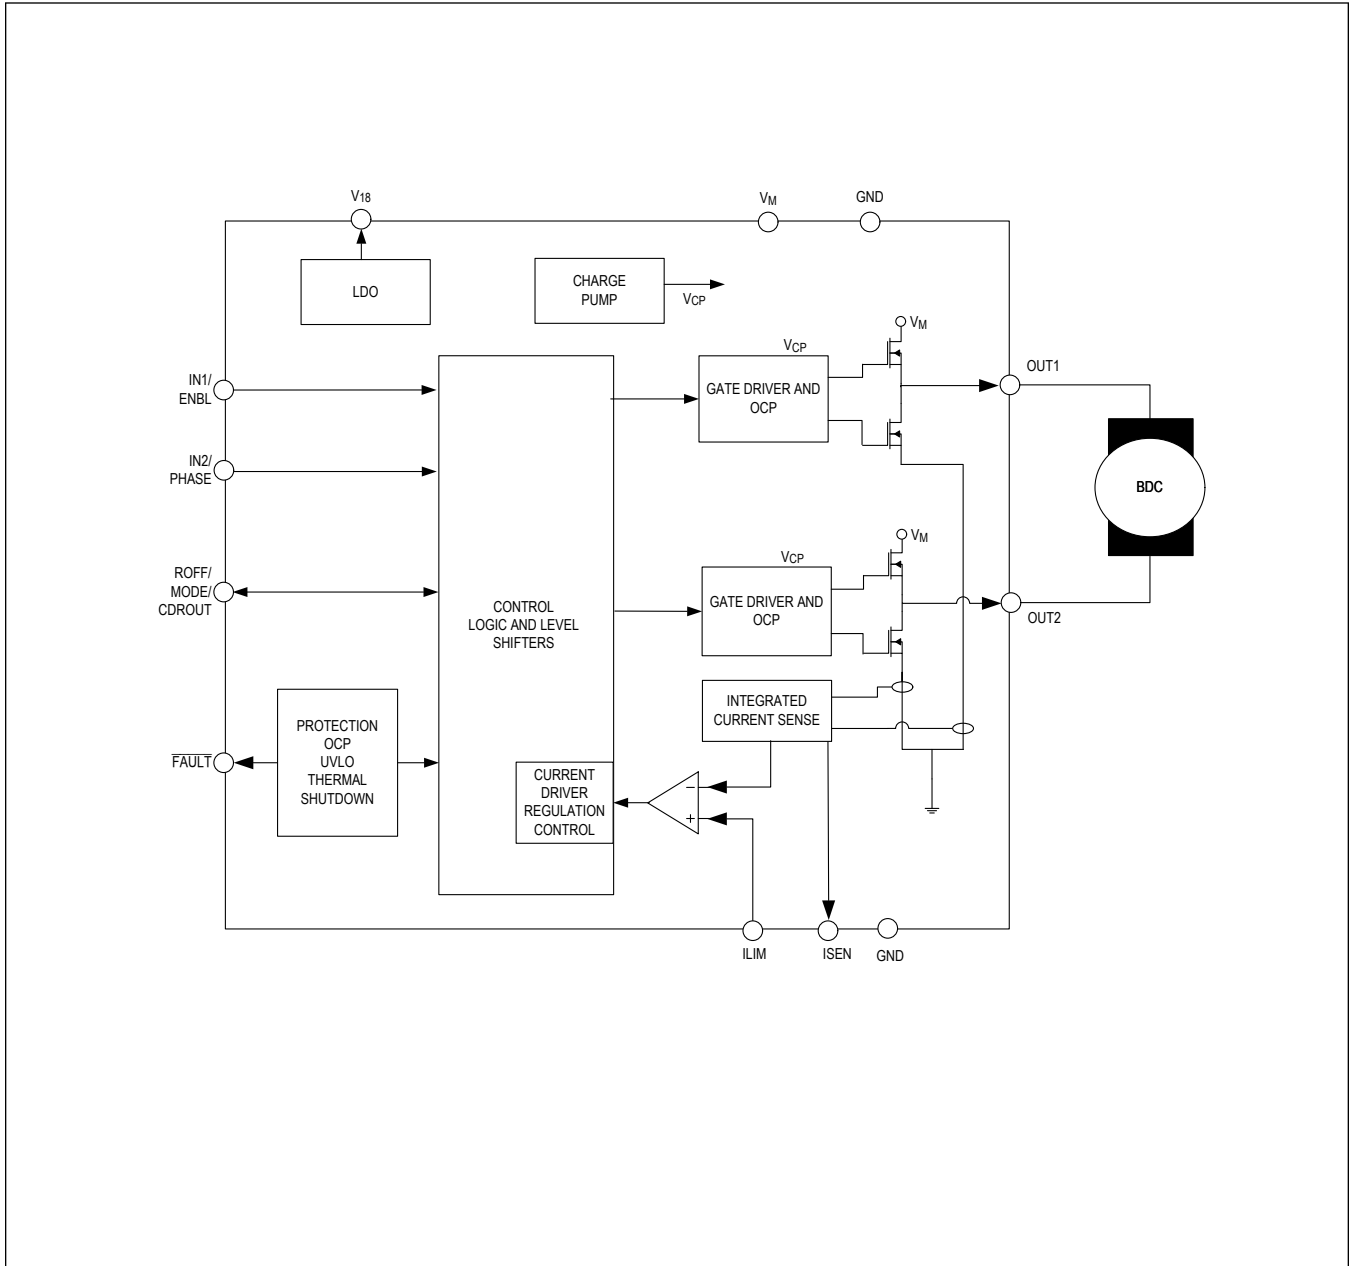 V18
VM
GND
LDO
CHARGE
PUMP
VCP
VM
IN1/
ENBL
VCP
GATE DRIVER AND
OCP
OUT1
IN2/
PHASE
BDC
VM
ROFF/
MODE/
CDROUT
CONTROL
LOGIC AND LEVEL
SHIFTERS
VCP
GATE DRIVER AND
OCP
OUT2
INTEGRATED
CURRENT SENSE
FAULT
PROTECTION
OCP
UVLO
THERMAL
SHUTDOWN
CURRENT
DRIVER
REGULATION
CONTROL
−
+
ILIM
ISEN
GND